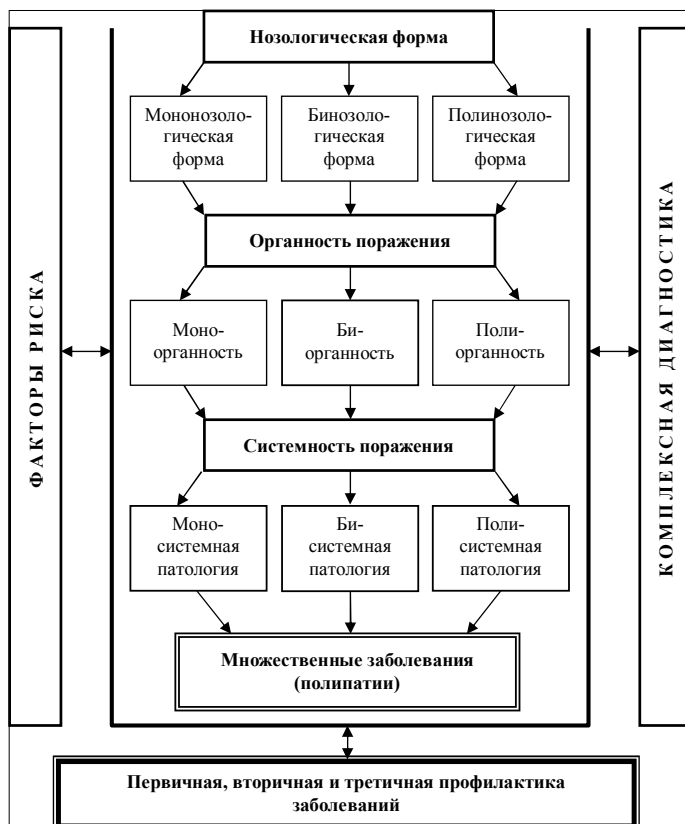 Нозологическая форма
Мононозоло-
гическая
форма
Бинозоло-
гическая
форма
Полинозоло-
гическая
форма
Органность поражения
Моно-
органность
Би-
органность
Поли-
органность
Системность поражения
Моно-
системная
патология
Би-
системная
патология
Поли-
системная
патология
Множественные заболевания
(полипатии)
ФАКТОРЫ РИСКА
КОМПЛЕКСНАЯ ДИАГНОСТИКА
Первичная, вторичная и третичная профилактика
заболеваний